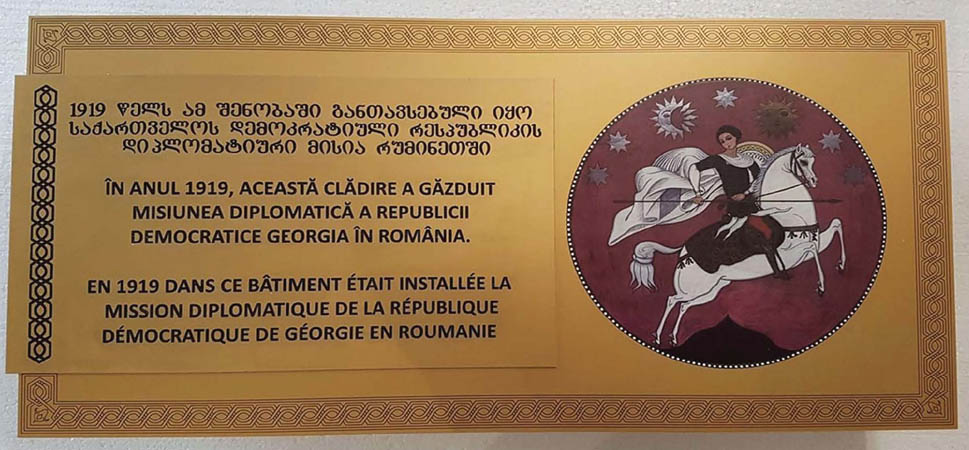 1919 წელს ამ შენობაში განთავსებული იყო
საქართველოს დემოკრატიული რესპუბლიკის
დიპლომატიური მისია რუმინეთში
ÎN ANUL 1919, ACEASTĂ CLĂDIRE A GĂZDUIT
MISIUNEA DIPLOMATICĂ A REPUBLICII
DEMOCRATICE GEORGIA ÎN ROMÂNIA.
EN 1919 DANS CE BÂTIMENT ÉTAIT INSTALLÉE LA
MISSION DIPLOMATIQUE DE LA RÉPUBLIQUE
DÉMOCRATIQUE DE GÉORGIE EN ROUMANIE